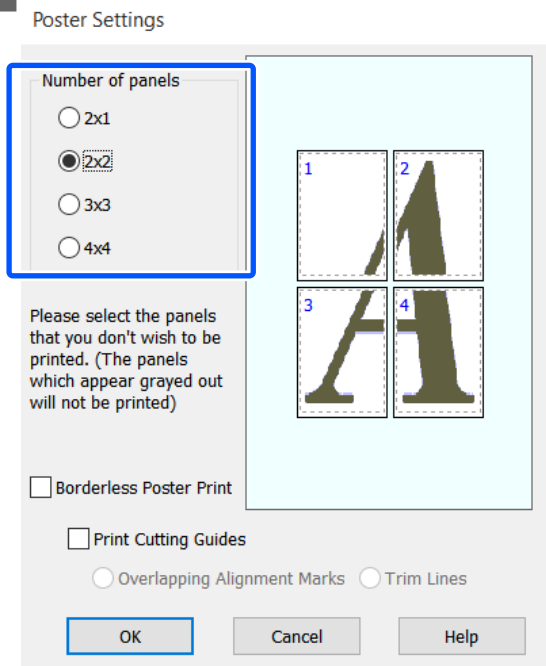 Poster Settings
Number of panels
2x1
2x2
3x3
4x4
1
2
3
4
Please select the panels
that you don't wish to be
printed. (The panels
which appear grayed out
will not be printed)
Borderless Poster Print
Print Cutting Guides
Overlapping Alignment Marks
Trim Lines
OK
Cancel
Help